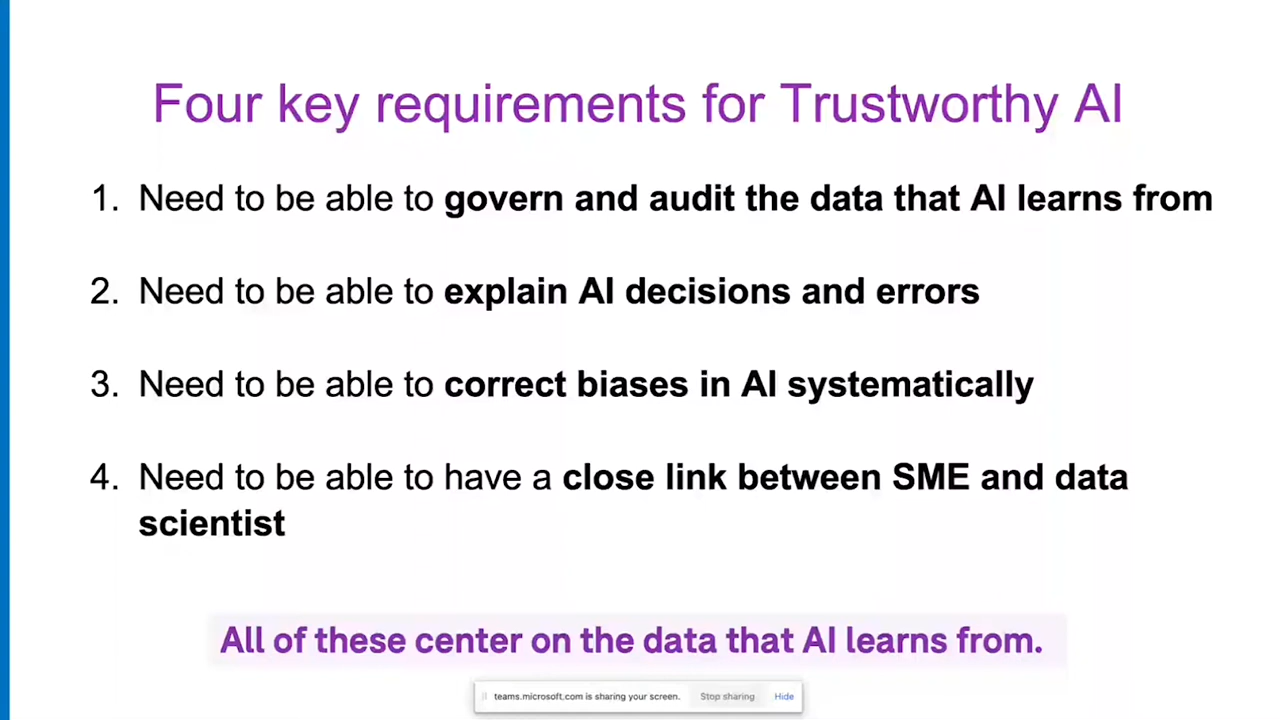 Four key requirements for Trustworthy AI
1. Need to be able to govern and audit the data that AI learns from
2. Need to be able to explain AI decisions and errors
3. Need to be able to correct biases in AI systematically
4. Need to be able to have a close link between SME and data
scientist
All of these center on the data that AI learns from.
teams.microsoft.com is sharing your screen. Stop sharing Hide